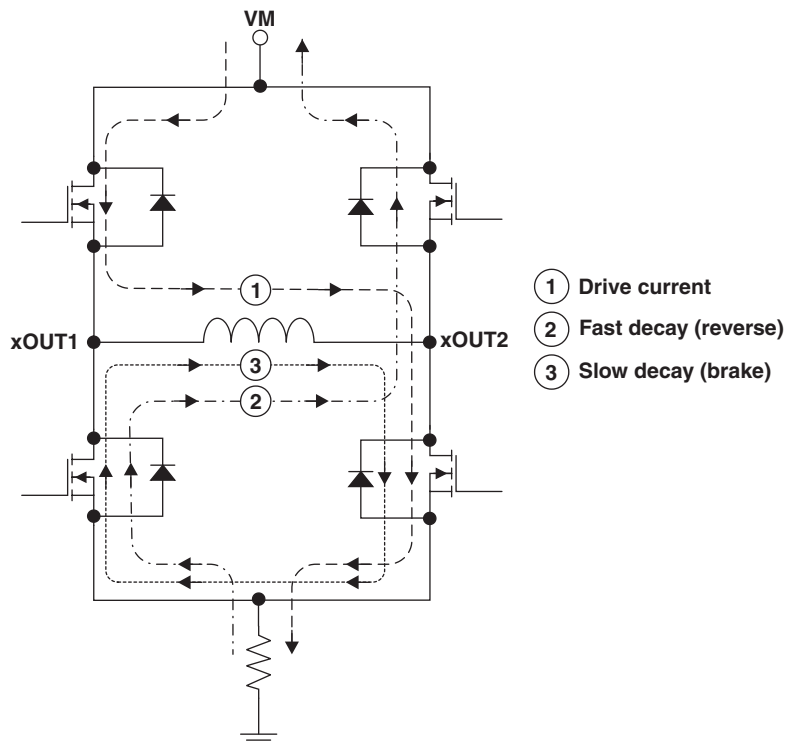 VM
1
xOUT1
xOUT2
3
2
1 Drive current
2 Fast decay (reverse)
3 Slow decay (brake)